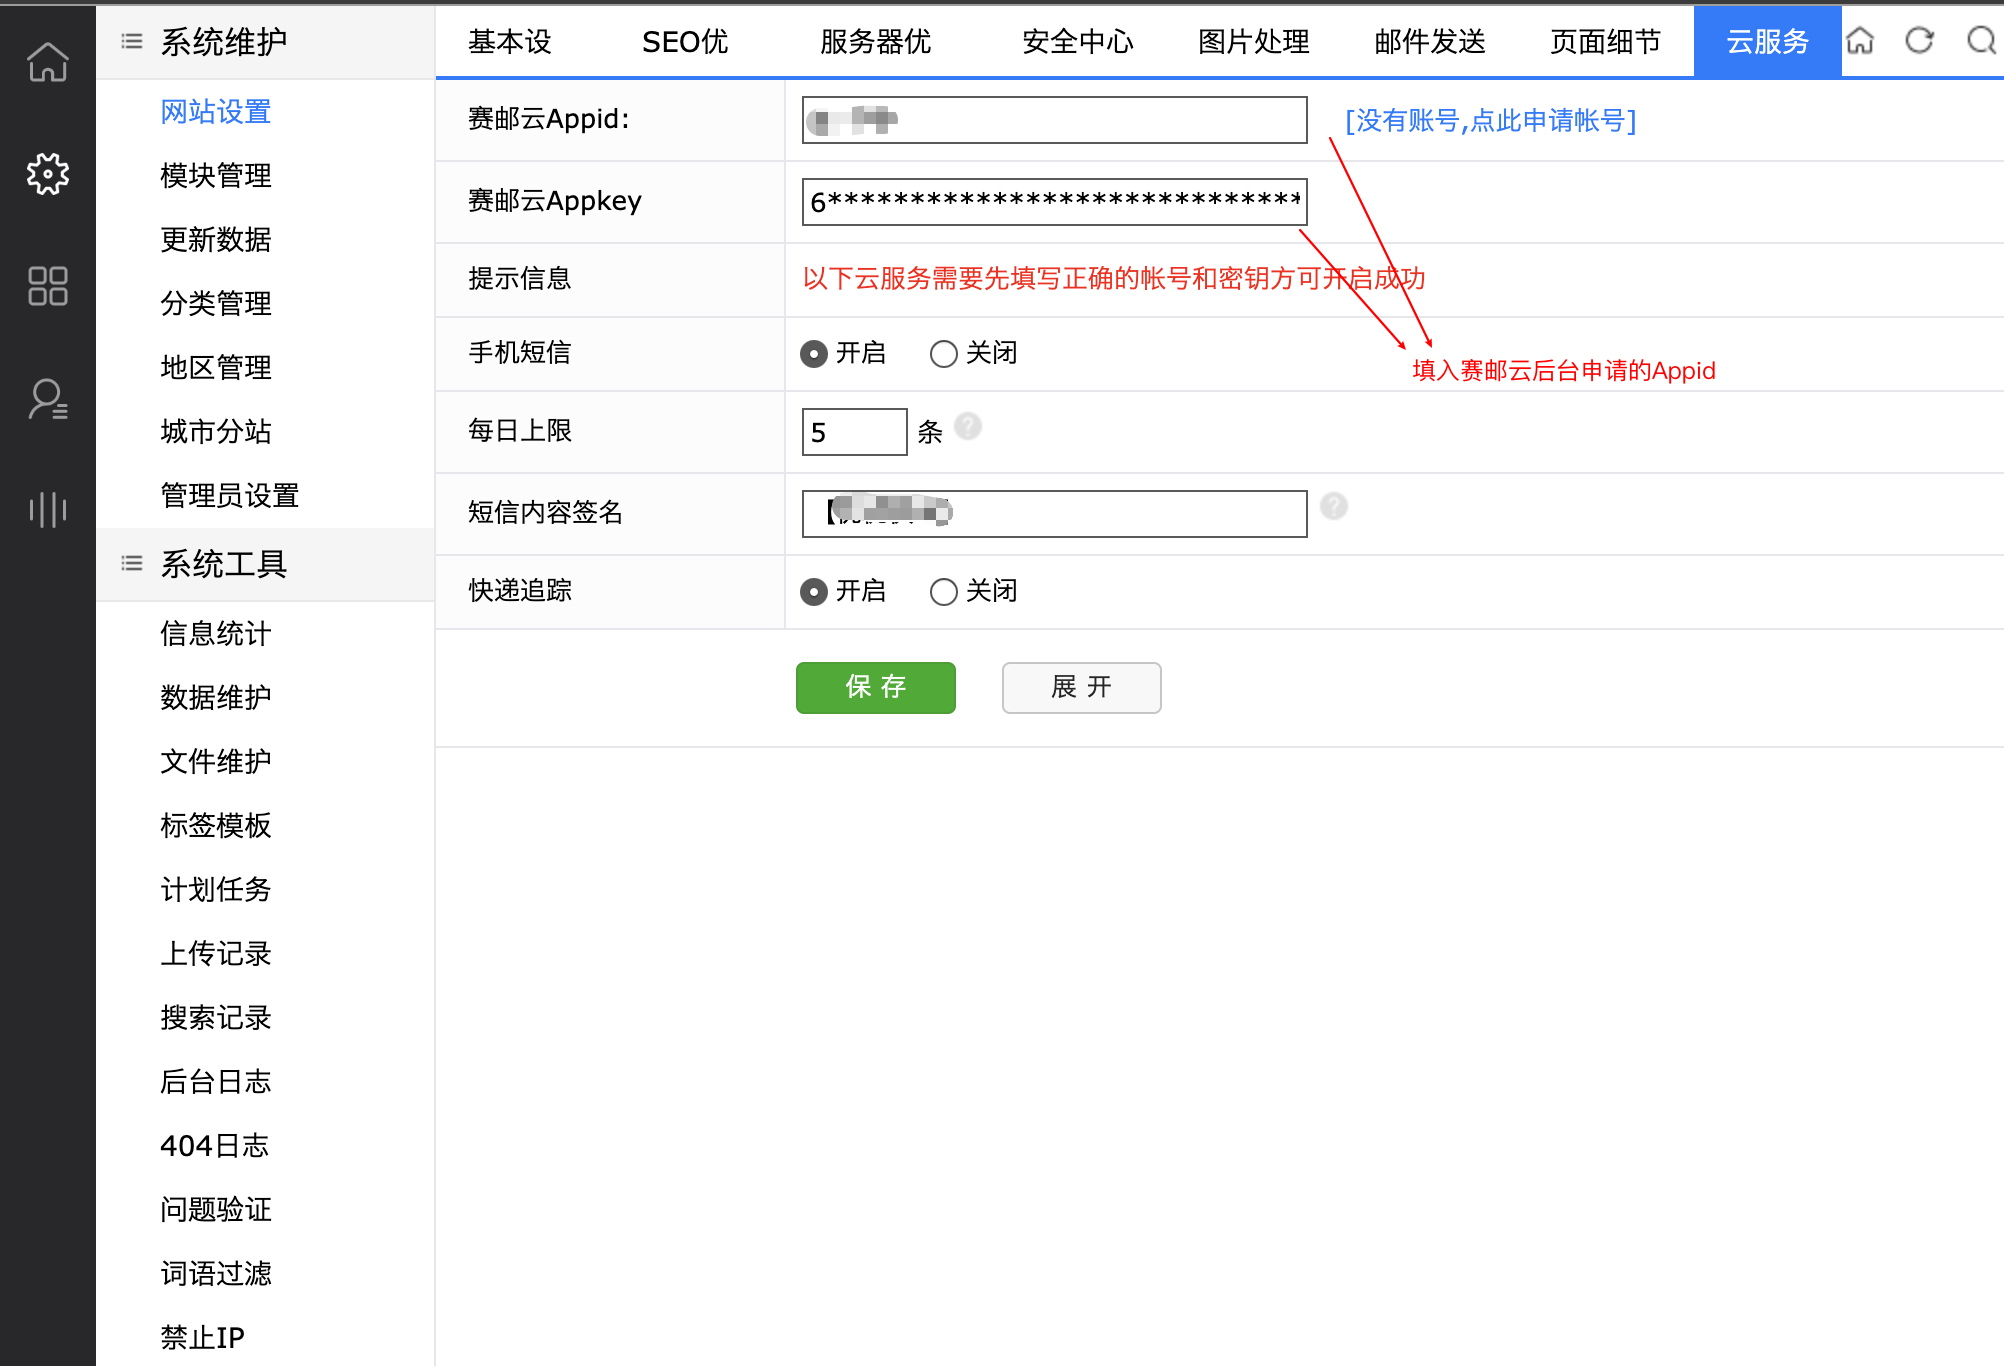 系统维护
网站设置
模块管理
更新数据
分类管理
地区管理
城市分站
管理员设置
系统工具
信息统计
数据维护
文件维护
标签模板
计划任务
上传记录
搜索记录
后台日志
404日志
问题验证
词语过滤
禁止IP
基本设 SEO优 服务器优 安全中心 图片处理 邮件发送 页面细节 云服务
赛邮云Appid: [没有账号,点此申请帐号]
赛邮云Appkey 6*****************************
提示信息 以下云服务需要先填写正确的帐号和密钥方可开启成功
手机短信 开启 关闭
填入赛邮云后台申请的Appid
每日上限 5 条 ?
短信内容签名 【 ?
快递追踪 开启 关闭
保 存 展 开